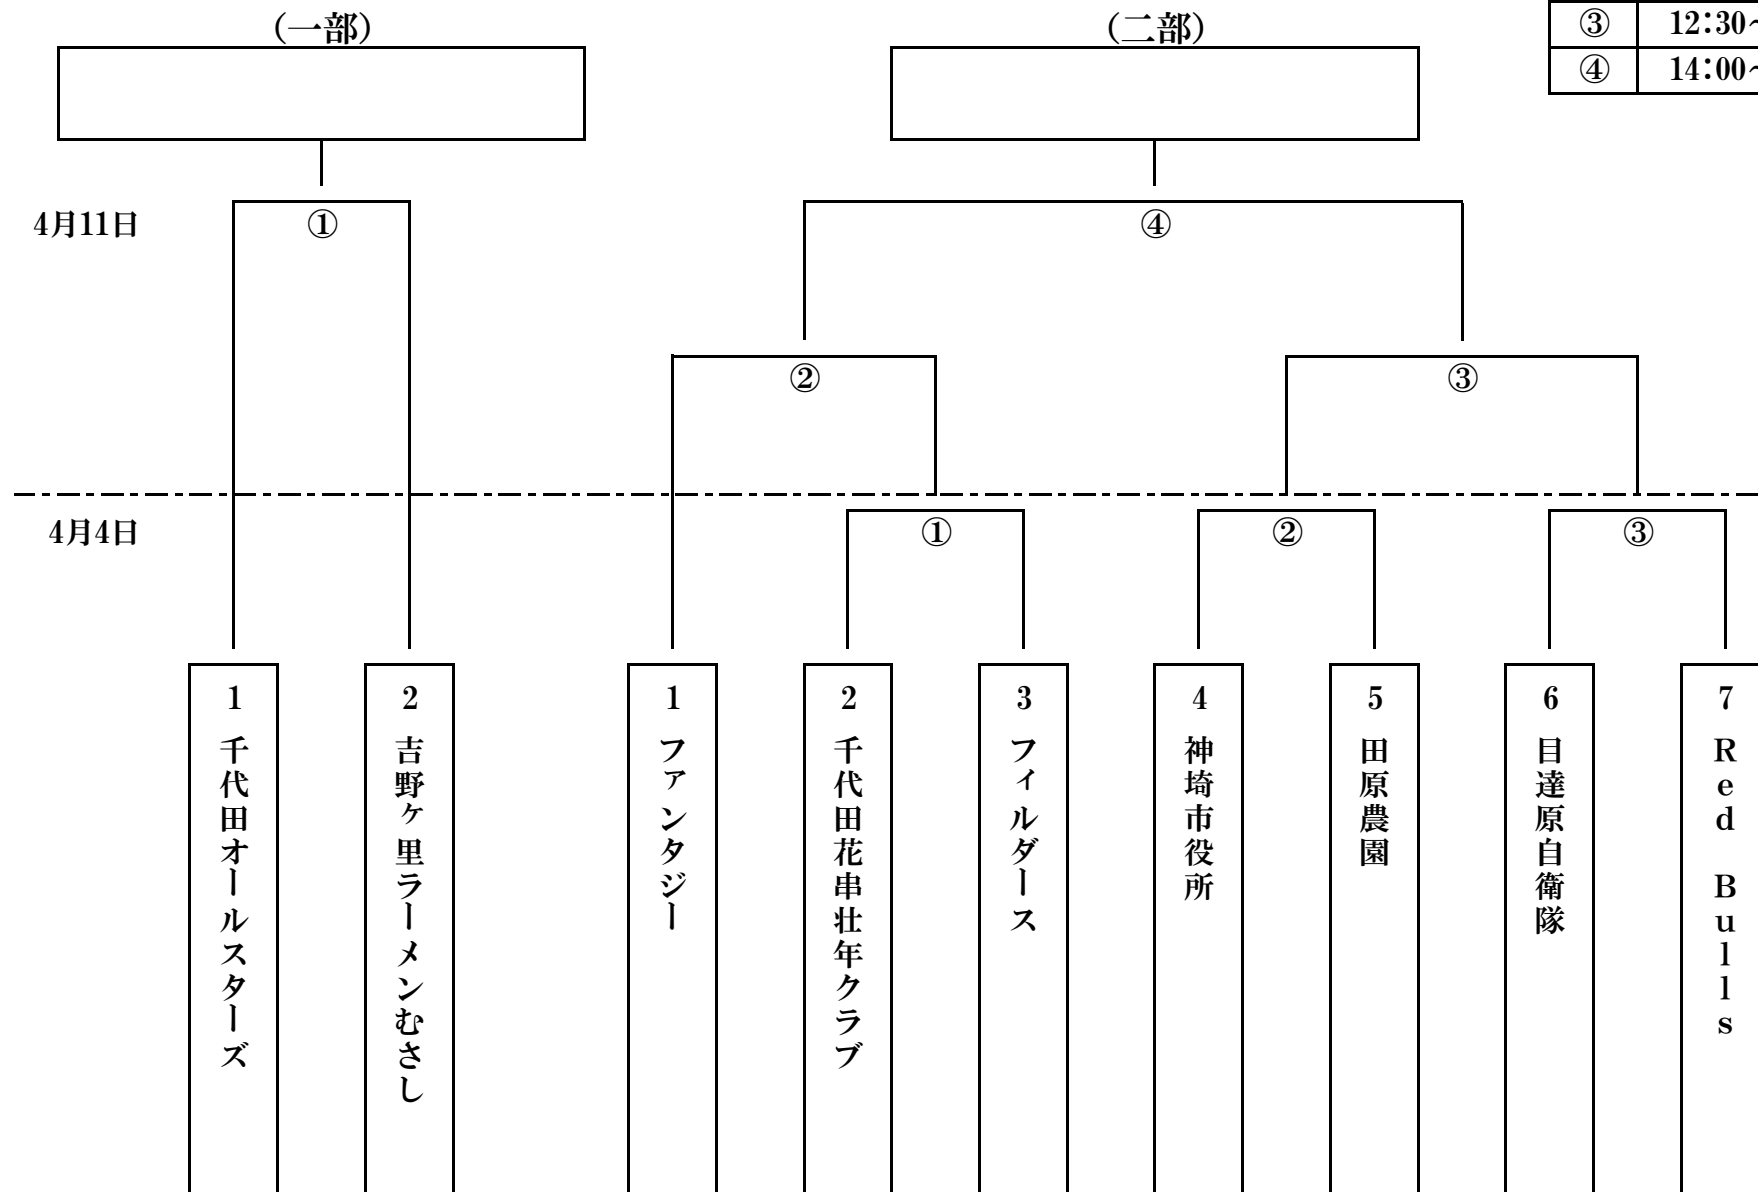 (一部)
(二部)
③ 12:30~
④ 14:00~
4月11日
①
④
②
③
4月4日
①
②
③
1 千代田オールスターズ
2 吉野ヶ里ラーメンむさし
1 ファンタジー
2 千代田花串壮年クラブ
3 フィルダース
4 神埼市役所
5 田原農園
6 目達原自衛隊
7 Red Bulls